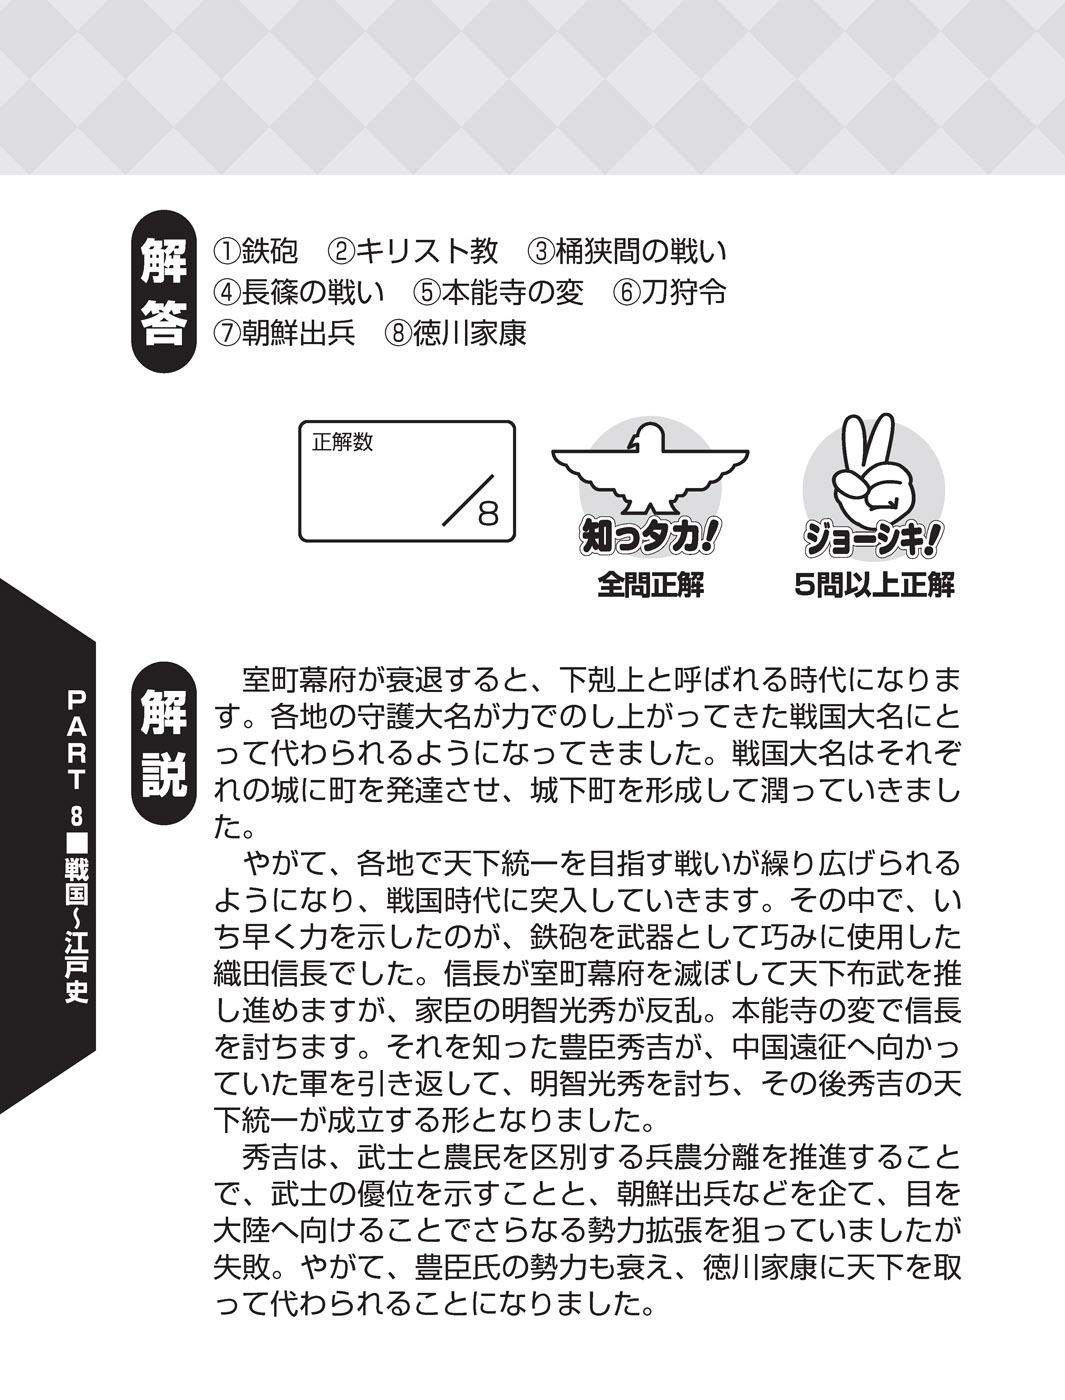 解答
①鉄砲　②キリスト教　③桶狭間の戦い
④長篠の戦い　⑤本能寺の変　⑥刀狩令
⑦朝鮮出兵　⑧徳川家康
正解数
／8
知っタカ！
全問正解
ジョーシキ！
5問以上正解
PART 8■戦国〜江戸史
解説
　室町幕府が衰退すると、下剋上と呼ばれる時代になりま
す。各地の守護大名が力でのし上がってきた戦国大名にと
って代わられるようになってきました。戦国大名はそれぞ
れの城に町を発達させ、城下町を形成して潤っていきまし
た。
　やがて、各地で天下統一を目指す戦いが繰り広げられる
ようになり、戦国時代に突入していきます。その中で、い
ち早く力を示したのが、鉄砲を武器として巧みに使用した
織田信長でした。信長が室町幕府を滅ぼして天下布武を推
し進めますが、家臣の明智光秀が反乱。本能寺の変で信長
を討ちます。それを知った豊臣秀吉が、中国遠征へ向かっ
ていた軍を引き返して、明智光秀を討ち、その後秀吉の天
下統一が成立する形となりました。
　秀吉は、武士と農民を区別する兵農分離を推進すること
で、武士の優位を示すことと、朝鮮出兵などを企て、目を
大陸へ向けることでさらなる勢力拡張を狙っていましたが
失敗。やがて、豊臣氏の勢力も衰え、徳川家康に天下を取
って代わられることになりました。